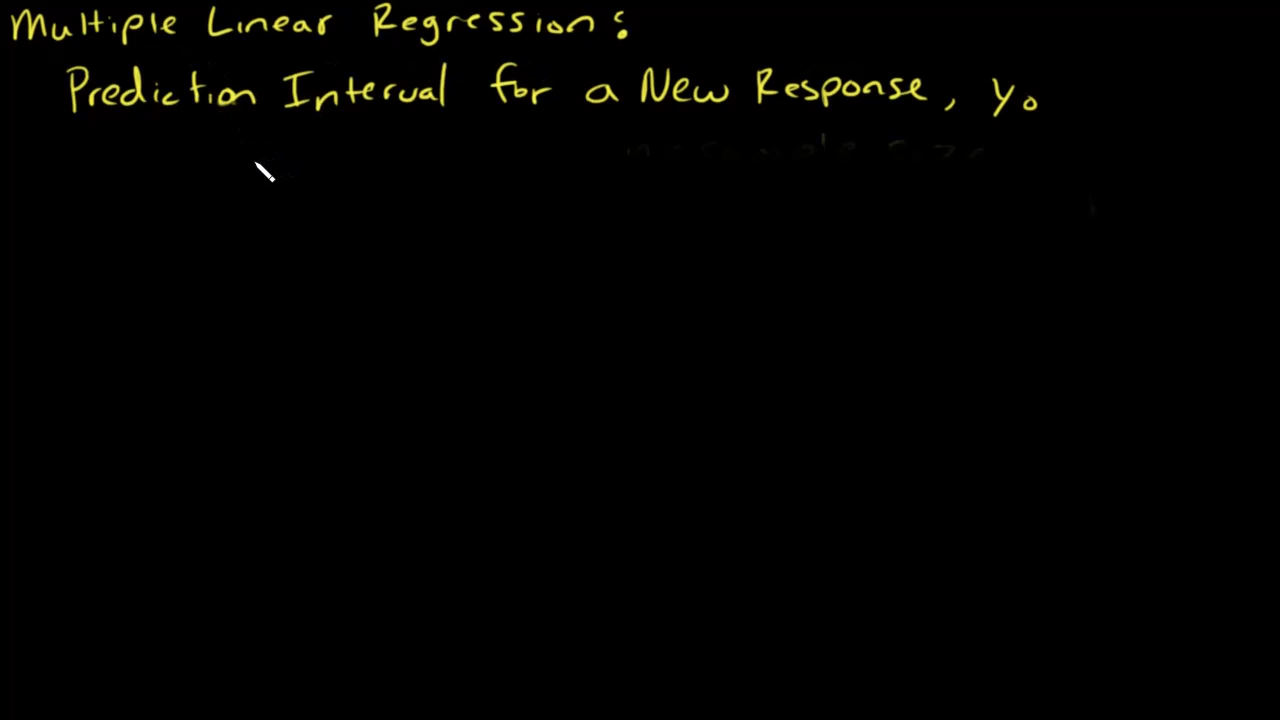 Multiple Linear Regression:
Prediction Interval for a New Response, y₀